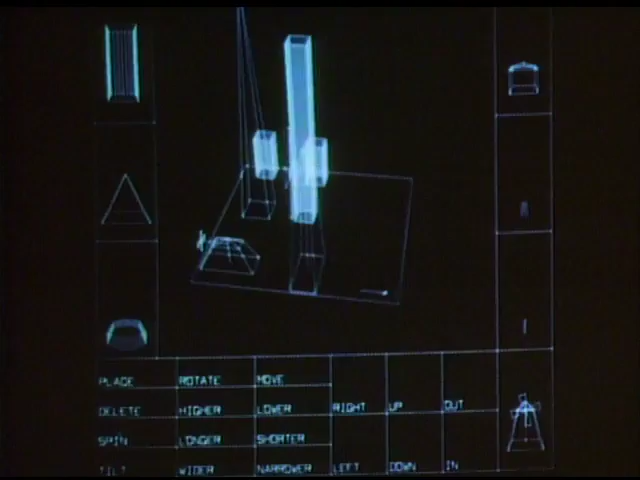 PLACE ROTATE MOVE
DELETE HIGHER LOWER RIGHT UP OUT
SPIN LONGER SHORTER
TILT WIDER NARROWER LEFT DOWN IN